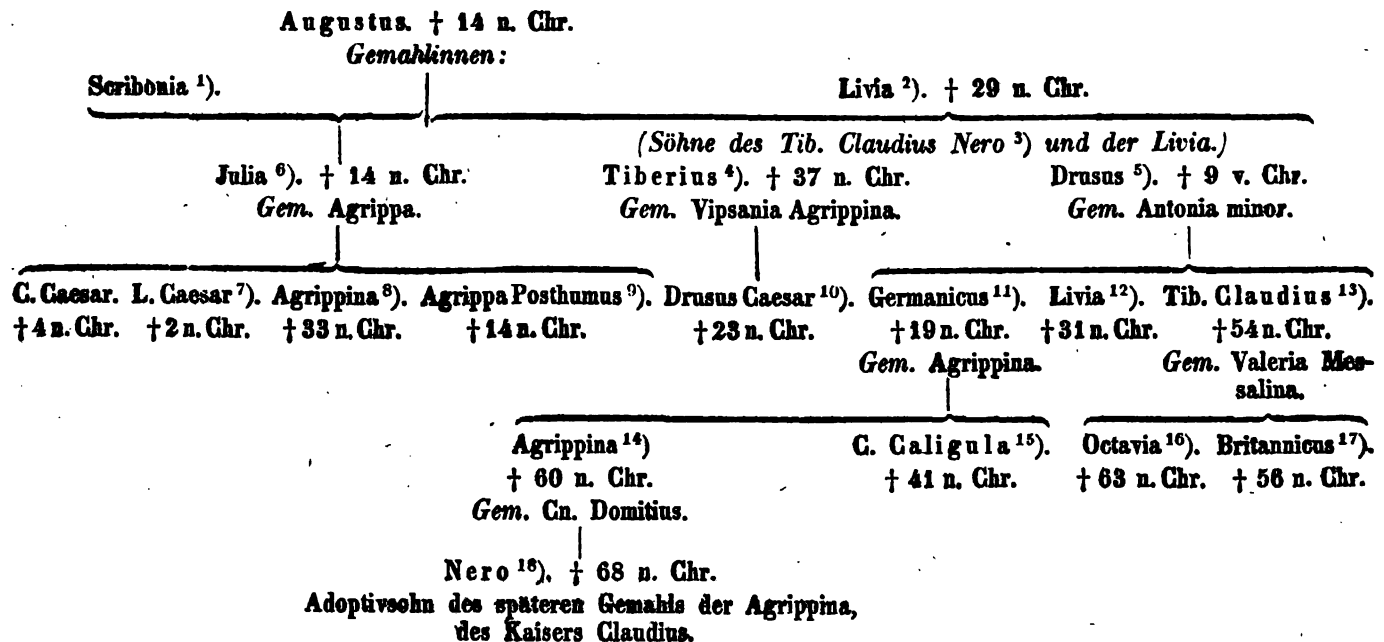 Augustus. † 14 n. Chr.
Gemahlinnen:
Scribonia ¹). Livia ²). † 29 n. Chr.
(Söhne des Tib. Claudius Nero ³) und der Livia.)
Julia ⁶). † 14 n. Chr. Tiberius ⁴). † 37 n. Chr. Drusus ⁵). † 9 v. Chr.
Gem. Agrippa. Gem. Vipsania Agrippina. Gem. Antonia minor.
C. Caesar. L. Caesar ⁷). Agrippina ⁸). Agrippa Posthumus ⁹). Drusus Caesar ¹⁰). Germanicus ¹¹). Livia ¹²). Tib. Claudius ¹³).
† 4 n. Chr. † 2 n. Chr. † 33 n. Chr. † 14 n. Chr. † 23 n. Chr. † 19 n. Chr. † 31 n. Chr. † 54 n. Chr.
Gem. Agrippina. Gem. Valeria Mes-
salina.
Agrippina ¹⁴) C. Caligula ¹⁵). Octavia ¹⁶). Britannicus ¹⁷).
† 60 n. Chr. † 41 n. Chr. † 63 n. Chr. † 56 n. Chr.
Gem. Cn. Domitius.
Nero ¹⁸). † 68 n. Chr.
Adoptivsohn des späteren Gemahls der Agrippina,
des Kaisers Claudius.